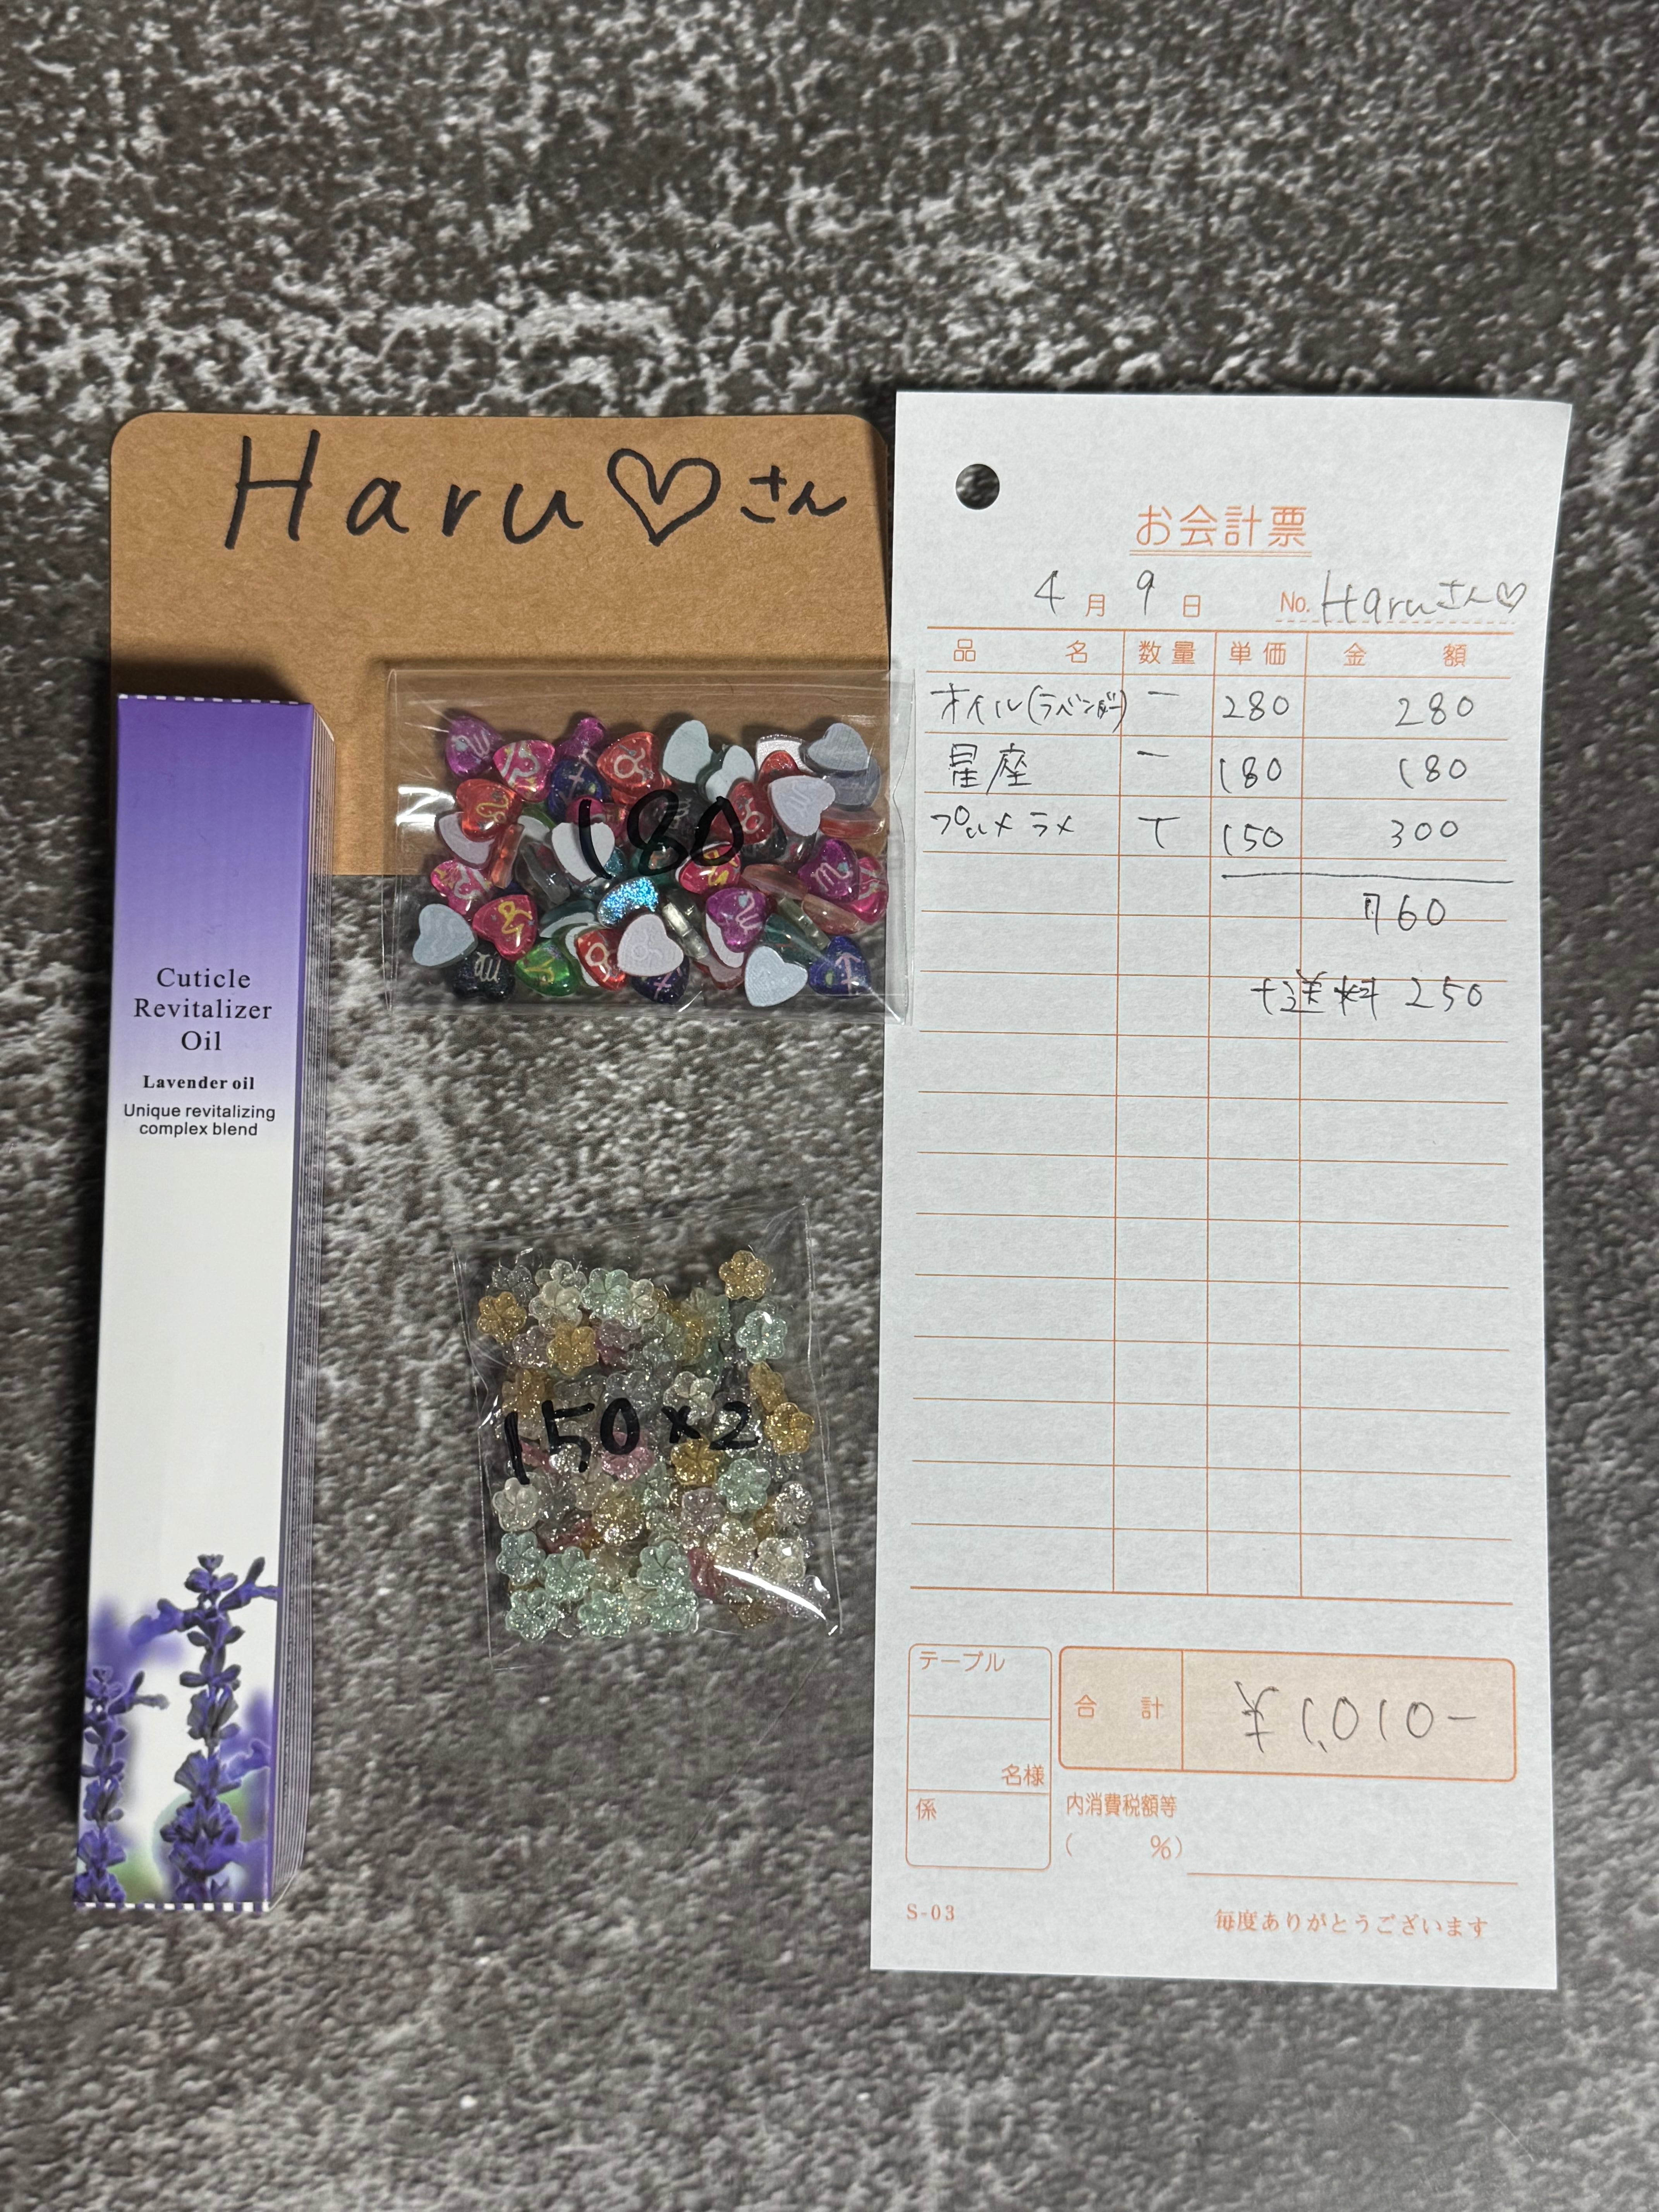 Haru♡さん
180
Cuticle
Revitalizer
Oil
Lavender oil
Unique revitalizing
complex blend
150×2
お会計票
4月9日 No. Haruさん♡
品名 数量 単価 金額
オイル(ラベンダー) 一 280 280
星座 一 180 180
プルメラメ T 150 300
760
+送料 250
テーブル
名様
係
合計 ¥1,010-
内消費税額等
( %)
S-03
毎度ありがとうございます